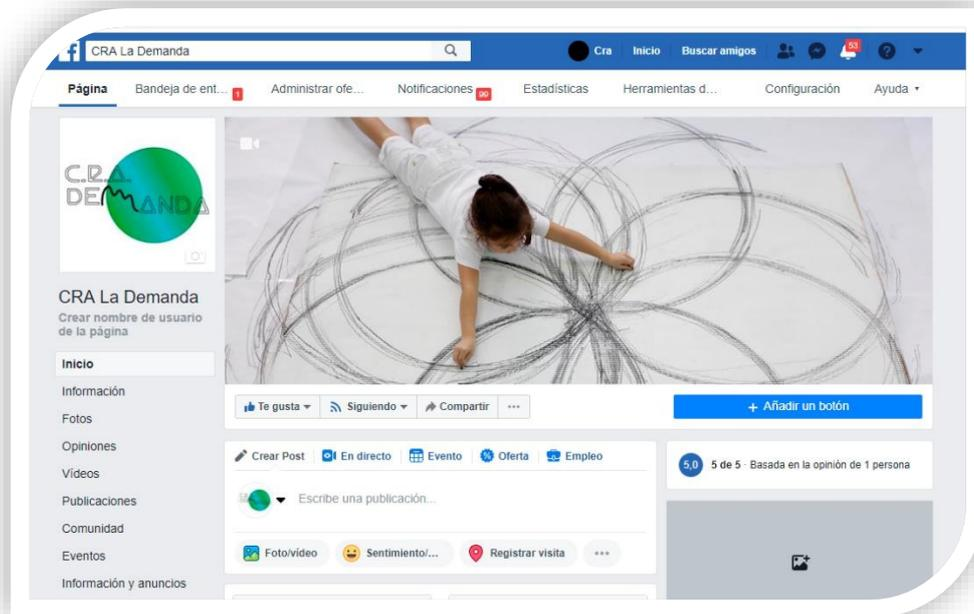 CRA La Demanda
Cra Inicio Buscar amigos 53
Página Bandeja de ent... 1 Administrar ofe... Notificaciones 99 Estadísticas Herramientas d... Configuración Ayuda
C.R.A.
DEMANDA
CRA La Demanda
Crear nombre de usuario
de la página
Inicio
Información
Fotos
Opiniones
Vídeos
Publicaciones
Comunidad
Eventos
Información y anuncios
Te gusta Siguiendo Compartir ...
+ Añadir un botón
Crear Post En directo Evento Oferta Empleo
Escribe una publicación...
Foto/vídeo Sentimiento/... Registrar visita ...
5,0 5 de 5 · Basada en la opinión de 1 persona